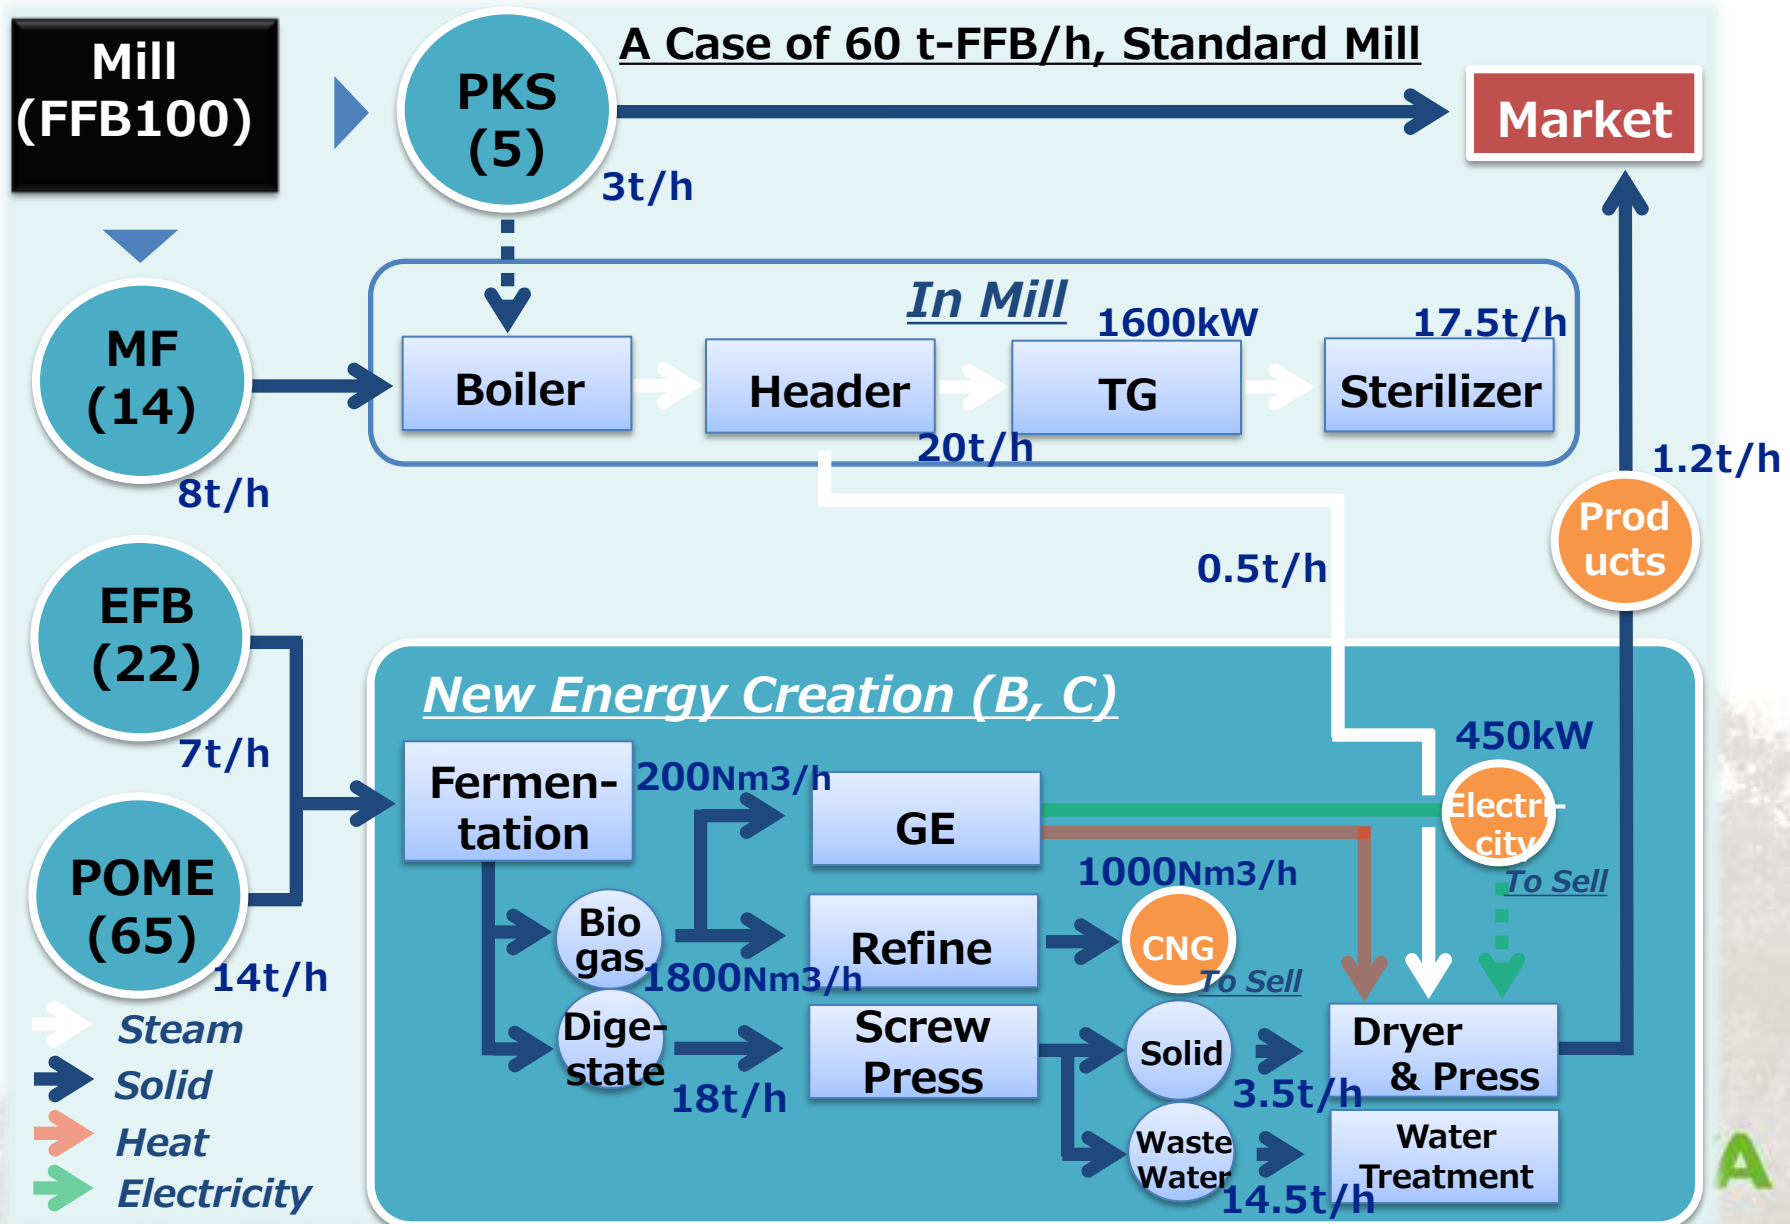 A Case of 60 t-FFB/h, Standard Mill
Mill
(FFB100)
PKS
(5)
3t/h
Market
In Mill
MF
(14)
8t/h
Boiler
Header
20t/h
1600kW
TG
17.5t/h
Sterilizer
1.2t/h
Prod
ucts
0.5t/h
EFB
(22)
7t/h
POME
(65)
14t/h
New Energy Creation (B, C)
Fermen-
tation
200Nm3/h
GE
450kW
Electri-
city
To Sell
Bio
gas
1800Nm3/h
Refine
1000Nm3/h
CNG
To Sell
Dige-
state
18t/h
Screw
Press
Solid
3.5t/h
Dryer
& Press
Waste
Water
14.5t/h
Water
Treatment
Steam
Solid
Heat
Electricity
A